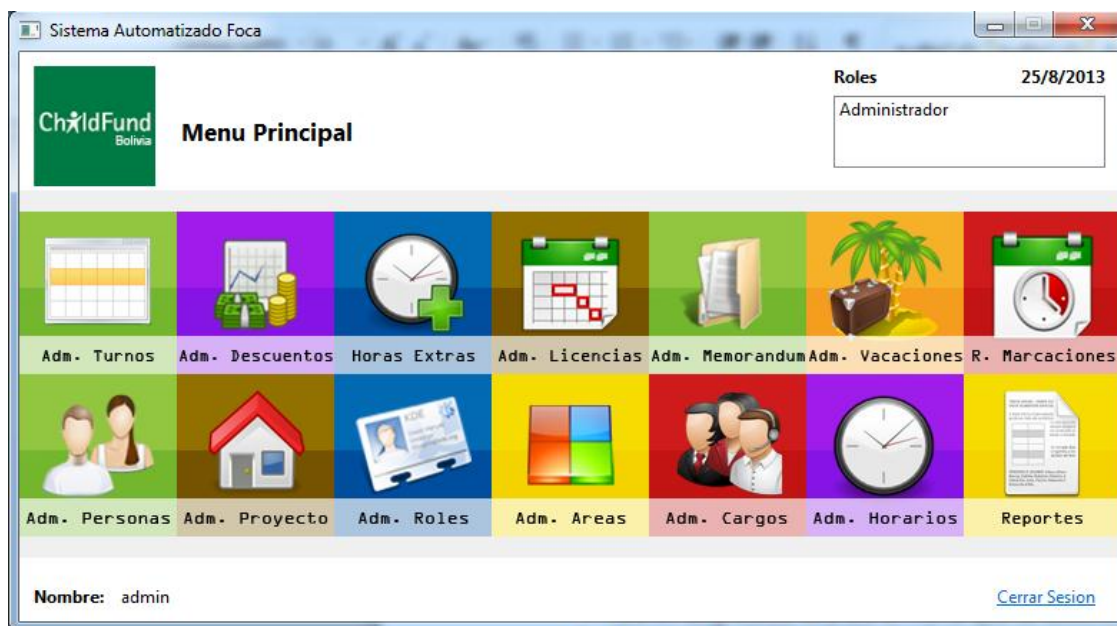 Sistema Automatizado Foca
ChildFund
Bolivia
Menu Principal
Roles
25/8/2013
Administrador
Adm. Turnos
Adm. Descuentos
Horas Extras
Adm. Licencias
Adm. Memorandum
Adm. Vacaciones
R. Marcaciones
KDE
Adm. Personas
Adm. Proyecto
Adm. Roles
Adm. Areas
Adm. Cargos
Adm. Horarios
Reportes
Nombre: admin
Cerrar Sesion